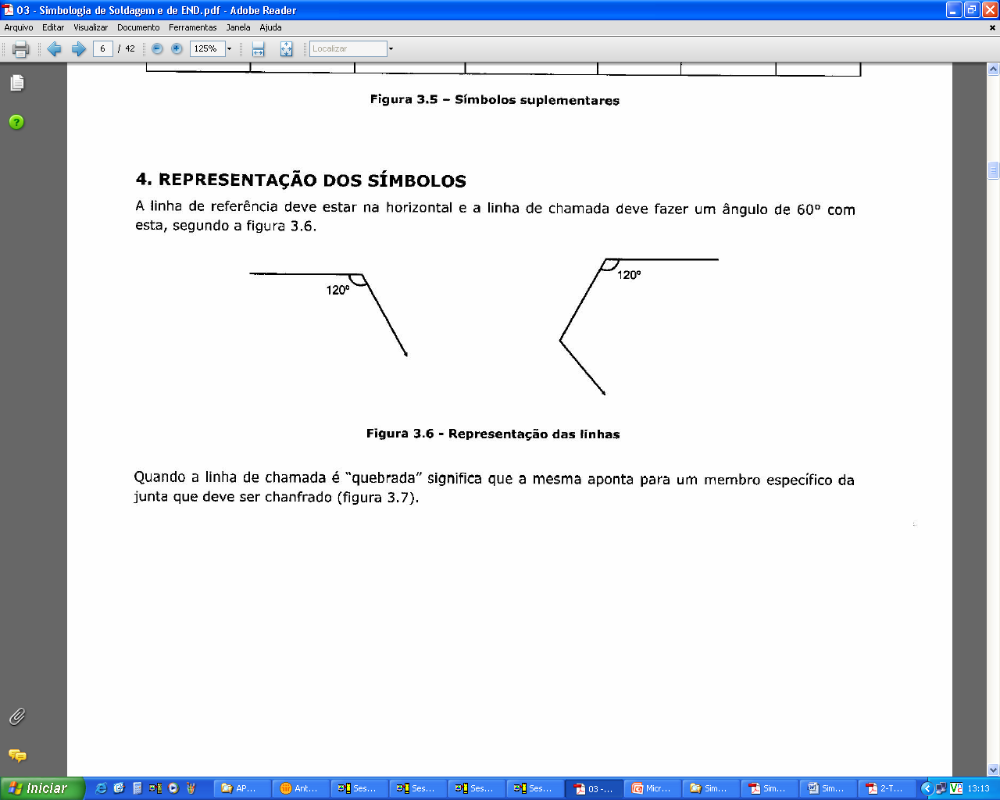 03 - Simbologia de Soldagem e de END.pdf - Adobe Reader
Arquivo Editar Visualizar Documento Ferramentas Janela Ajuda
6 / 42 125% Localizar
Figura 3.5 – Símbolos suplementares
4. REPRESENTAÇÃO DOS SÍMBOLOS
A linha de referência deve estar na horizontal e a linha de chamada deve fazer um ângulo de 60º com
esta, segundo a figura 3.6.
120º
120º
Figura 3.6 - Representação das linhas
Quando a linha de chamada é “quebrada” significa que a mesma aponta para um membro específico da
junta que deve ser chanfrado (figura 3.7).
Iniciar AP... Ant... Ses... Ses... Ses... Ses... 03 -... Micr... Sim... Sim... Sim... 2-T... 13:13